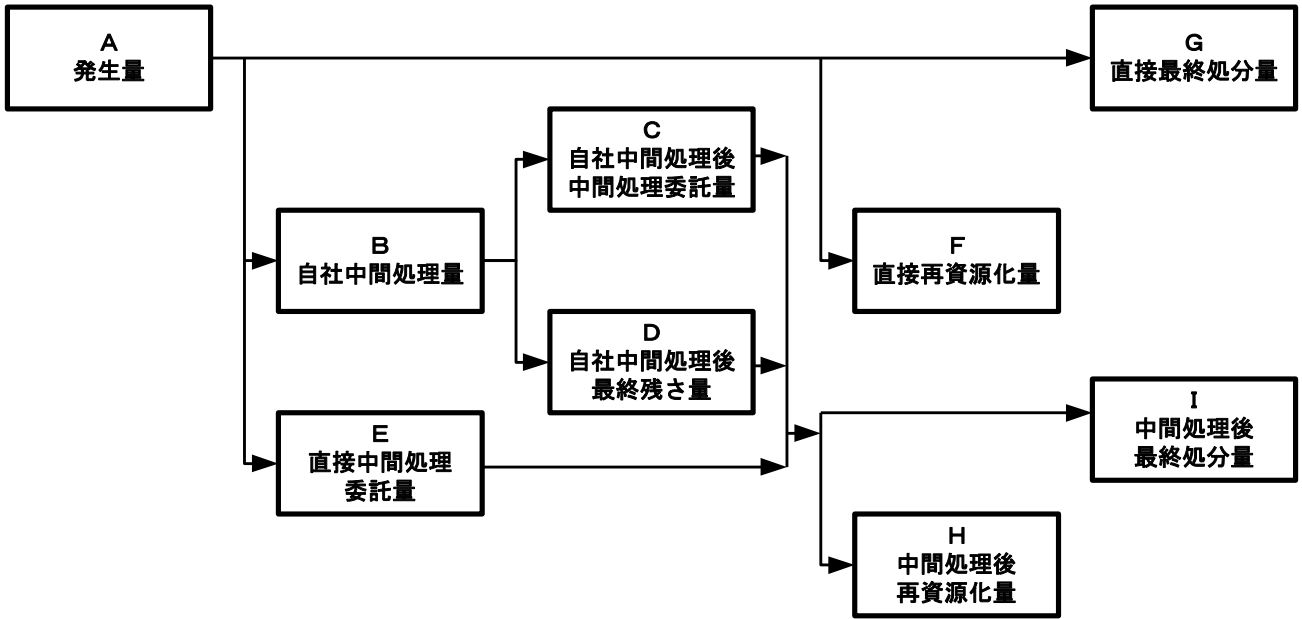 A
発生量
G
直接最終処分量
C
自社中間処理後
中間処理委託量
B
自社中間処理量
F
直接再資源化量
D
自社中間処理後
最終残さ量
E
直接中間処理
委託量
I
中間処理後
最終処分量
H
中間処理後
再資源化量